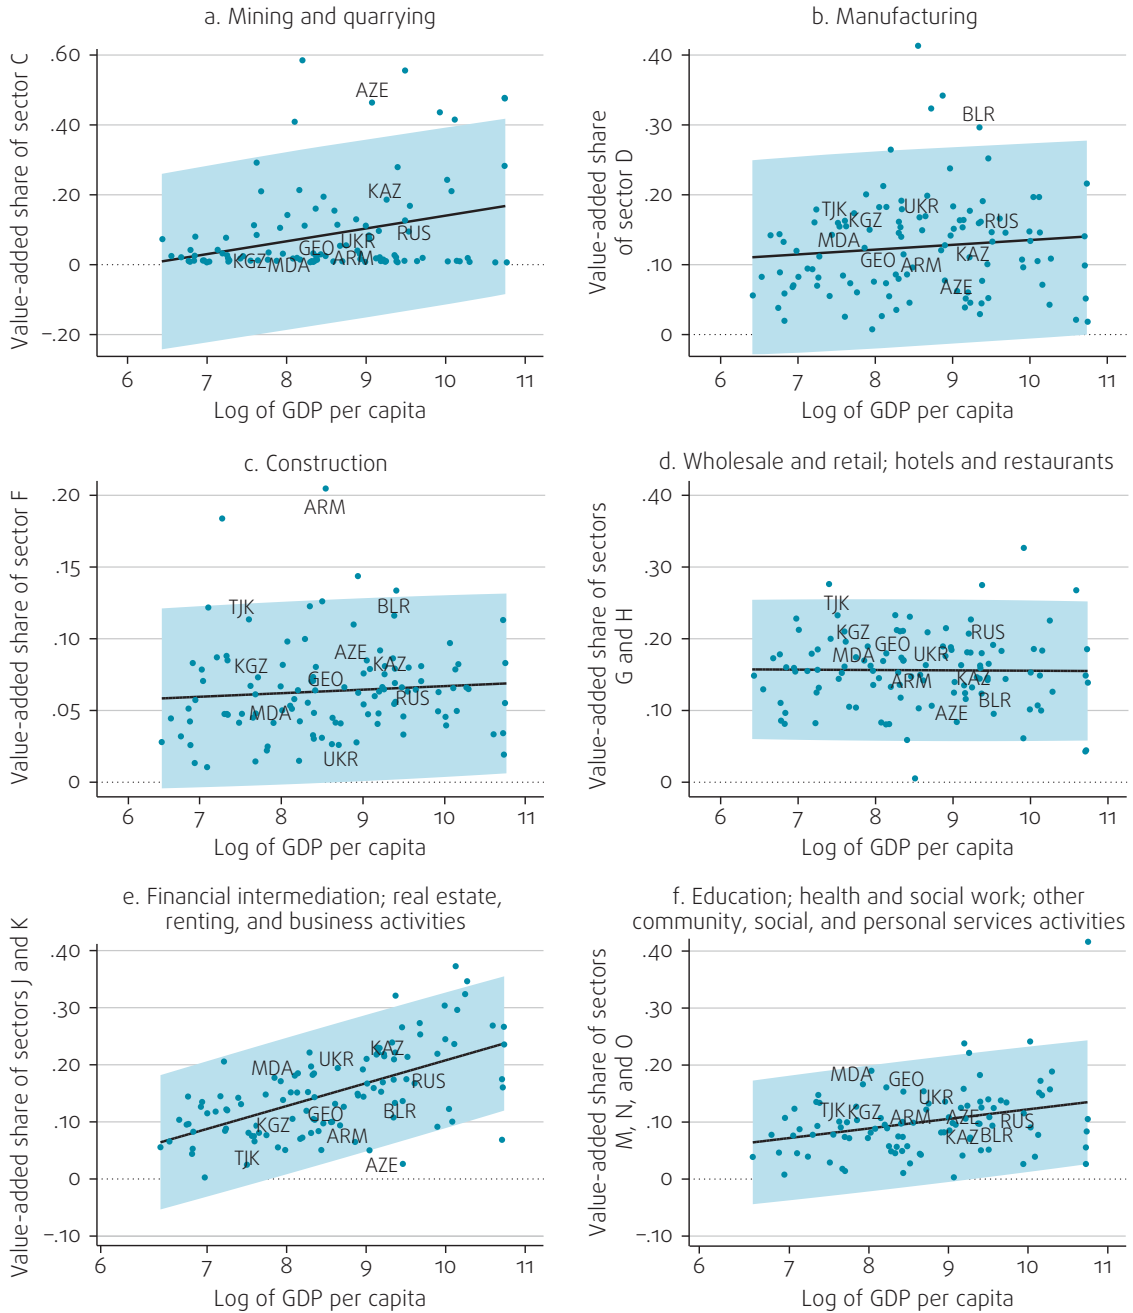 a. Mining and quarrying
Value-added share of sector C
.60
.40
.20
0
–.20
AZE
KAZ
RUS
UKR
GEO
ARM
KGZ
MDA
6 7 8 9 10 11
Log of GDP per capita
b. Manufacturing
Value-added share
of sector D
.40
.30
.20
.10
0
BLR
TJK
KGZ
UKR
RUS
MDA
GEO
ARM
KAZ
AZE
6 7 8 9 10 11
Log of GDP per capita
c. Construction
Value-added share of sector F
.20
.15
.10
.05
0
ARM
TJK
BLR
AZE
KGZ
KAZ
GEO
RUS
MDA
UKR
6 7 8 9 10 11
Log of GDP per capita
d. Wholesale and retail; hotels and restaurants
Value-added share of sectors
G and H
.40
.30
.20
.10
0
TJK
KGZ
RUS
GEO
MDA
UKR
ARM
KAZ
BLR
AZE
6 7 8 9 10 11
Log of GDP per capita
e. Financial intermediation; real estate,
renting, and business activities
Value-added share of sectors J and K
.40
.30
.20
.10
0
–.10
KAZ
UKR
MDA
RUS
GEO
BLR
KGZ
ARM
TJK
AZE
6 7 8 9 10 11
Log of GDP per capita
f. Education; health and social work; other
community, social, and personal services activities
Value-added share of sectors
M, N, and O
.40
.30
.20
.10
0
–.10
MDA
GEO
UKR
TJK
KGZ
ARM
AZE
RUS
KAZ
BLR
6 7 8 9 10 11
Log of GDP per capita